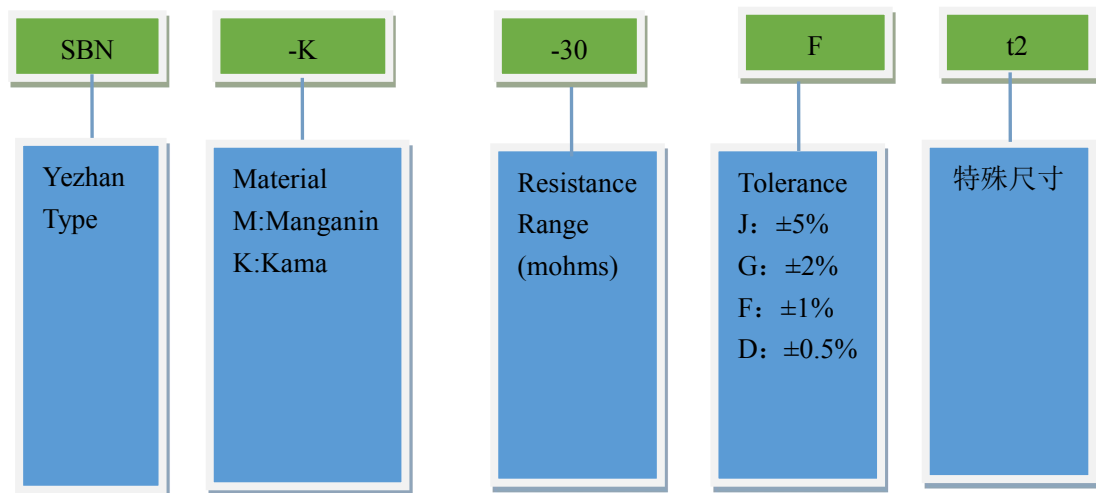 SBN
-K
-30
F
t2
Yezhan
Type
Material
M:Manganin
K:Kama
Resistance
Range
(mohms)
Tolerance
J：±5%
G：±2%
F：±1%
D：±0.5%
特殊尺寸